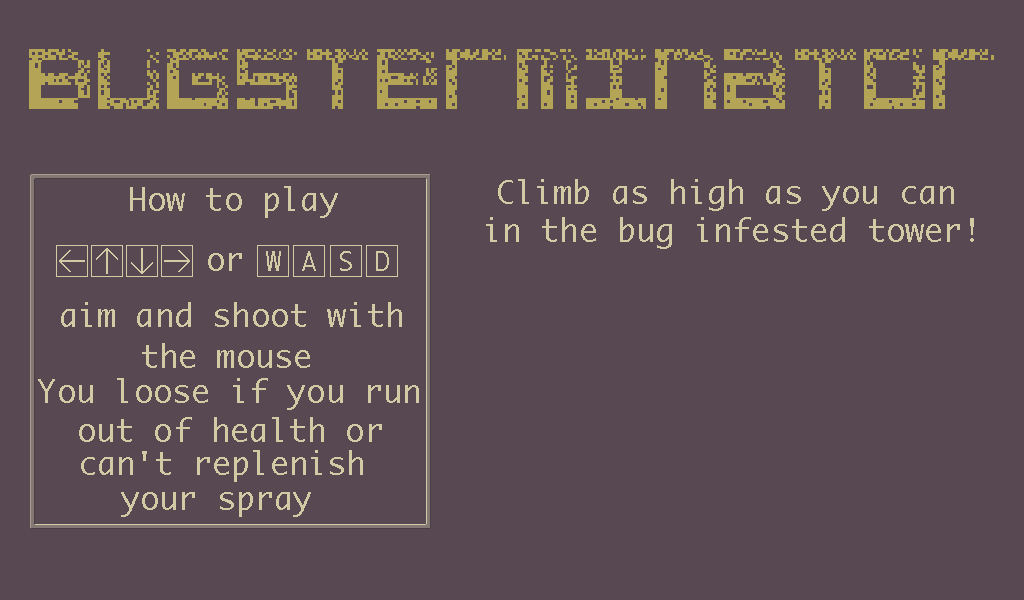 BUGSTERMINATOR
How to play
←↑↓→ or W A S D
aim and shoot with
the mouse
You loose if you run
out of health or
can't replenish
your spray
Climb as high as you can
in the bug infested tower!